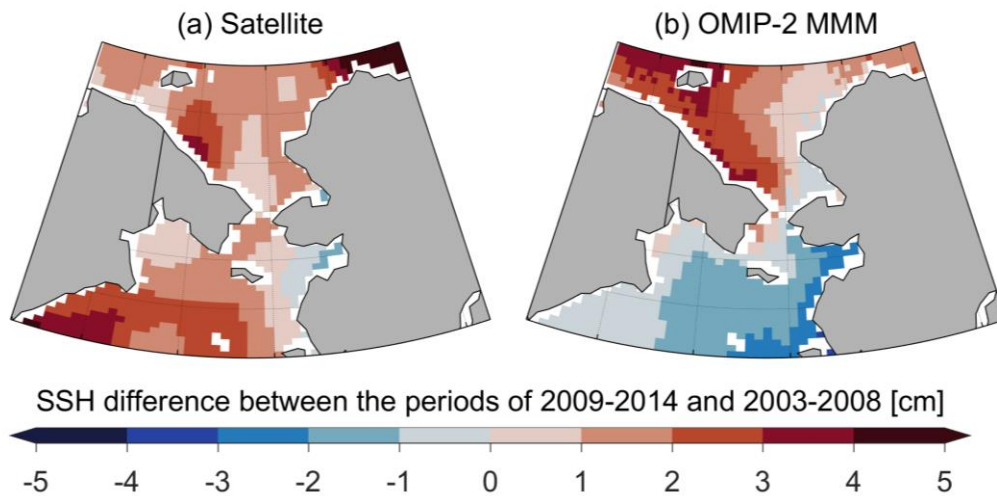 (a) Satellite
(b) OMIP-2 MMM
SSH difference between the periods of 2009-2014 and 2003-2008 [cm]
-5 -4 -3 -2 -1 0 1 2 3 4 5